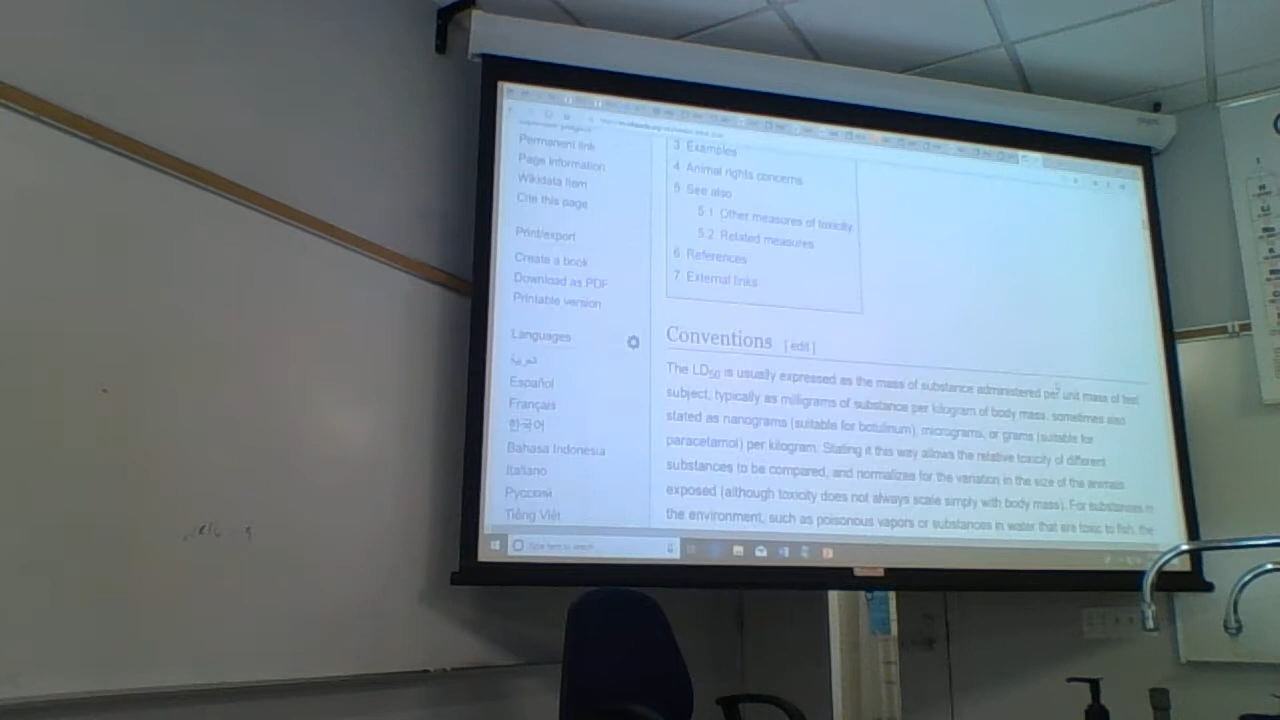 Permanent link
Page information
Wikidata item
Cite this page
Print/export
Create a book
Download as PDF
Printable version
Languages
العربية
Español
Français
한국어
Bahasa Indonesia
Italiano
Русский
Tiếng Việt
3 Examples
4 Animal rights concerns
5 See also
5.1 Other measures of toxicity
5.2 Related measures
6 References
7 External links
Conventions [ edit ]
The LD50 is usually expressed as the mass of substance administered per unit mass of test
subject, typically as milligrams of substance per kilogram of body mass, sometimes also
stated as nanograms (suitable for botulinum), micrograms, or grams (suitable for
paracetamol) per kilogram. Stating it this way allows the relative toxicity of different
substances to be compared, and normalizes for the variation in the size of the animals
exposed (although toxicity does not always scale simply with body mass). For substances in
the environment, such as poisonous vapors or substances in water that are toxic to fish, the
Type here to search